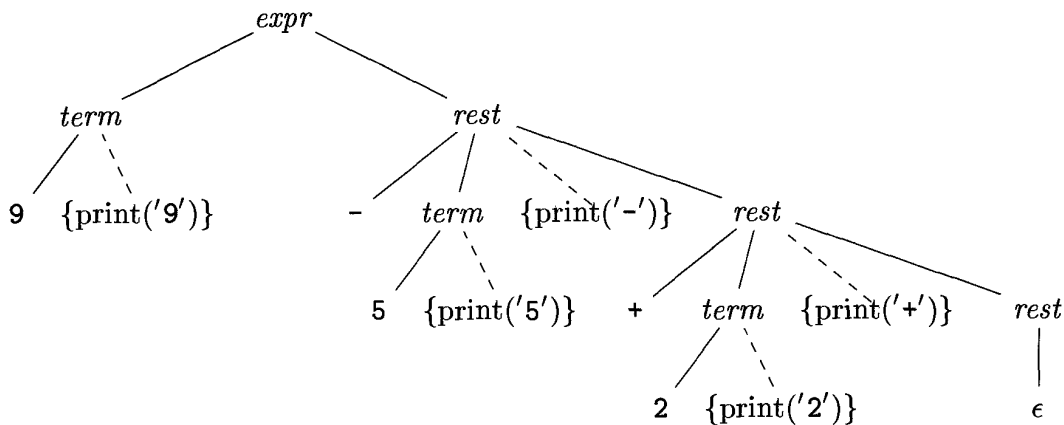 expr
term rest
9 {print('9')} - term {print('-')} rest
5 {print('5')} + term {print('+')} rest
2 {print('2')} ϵ